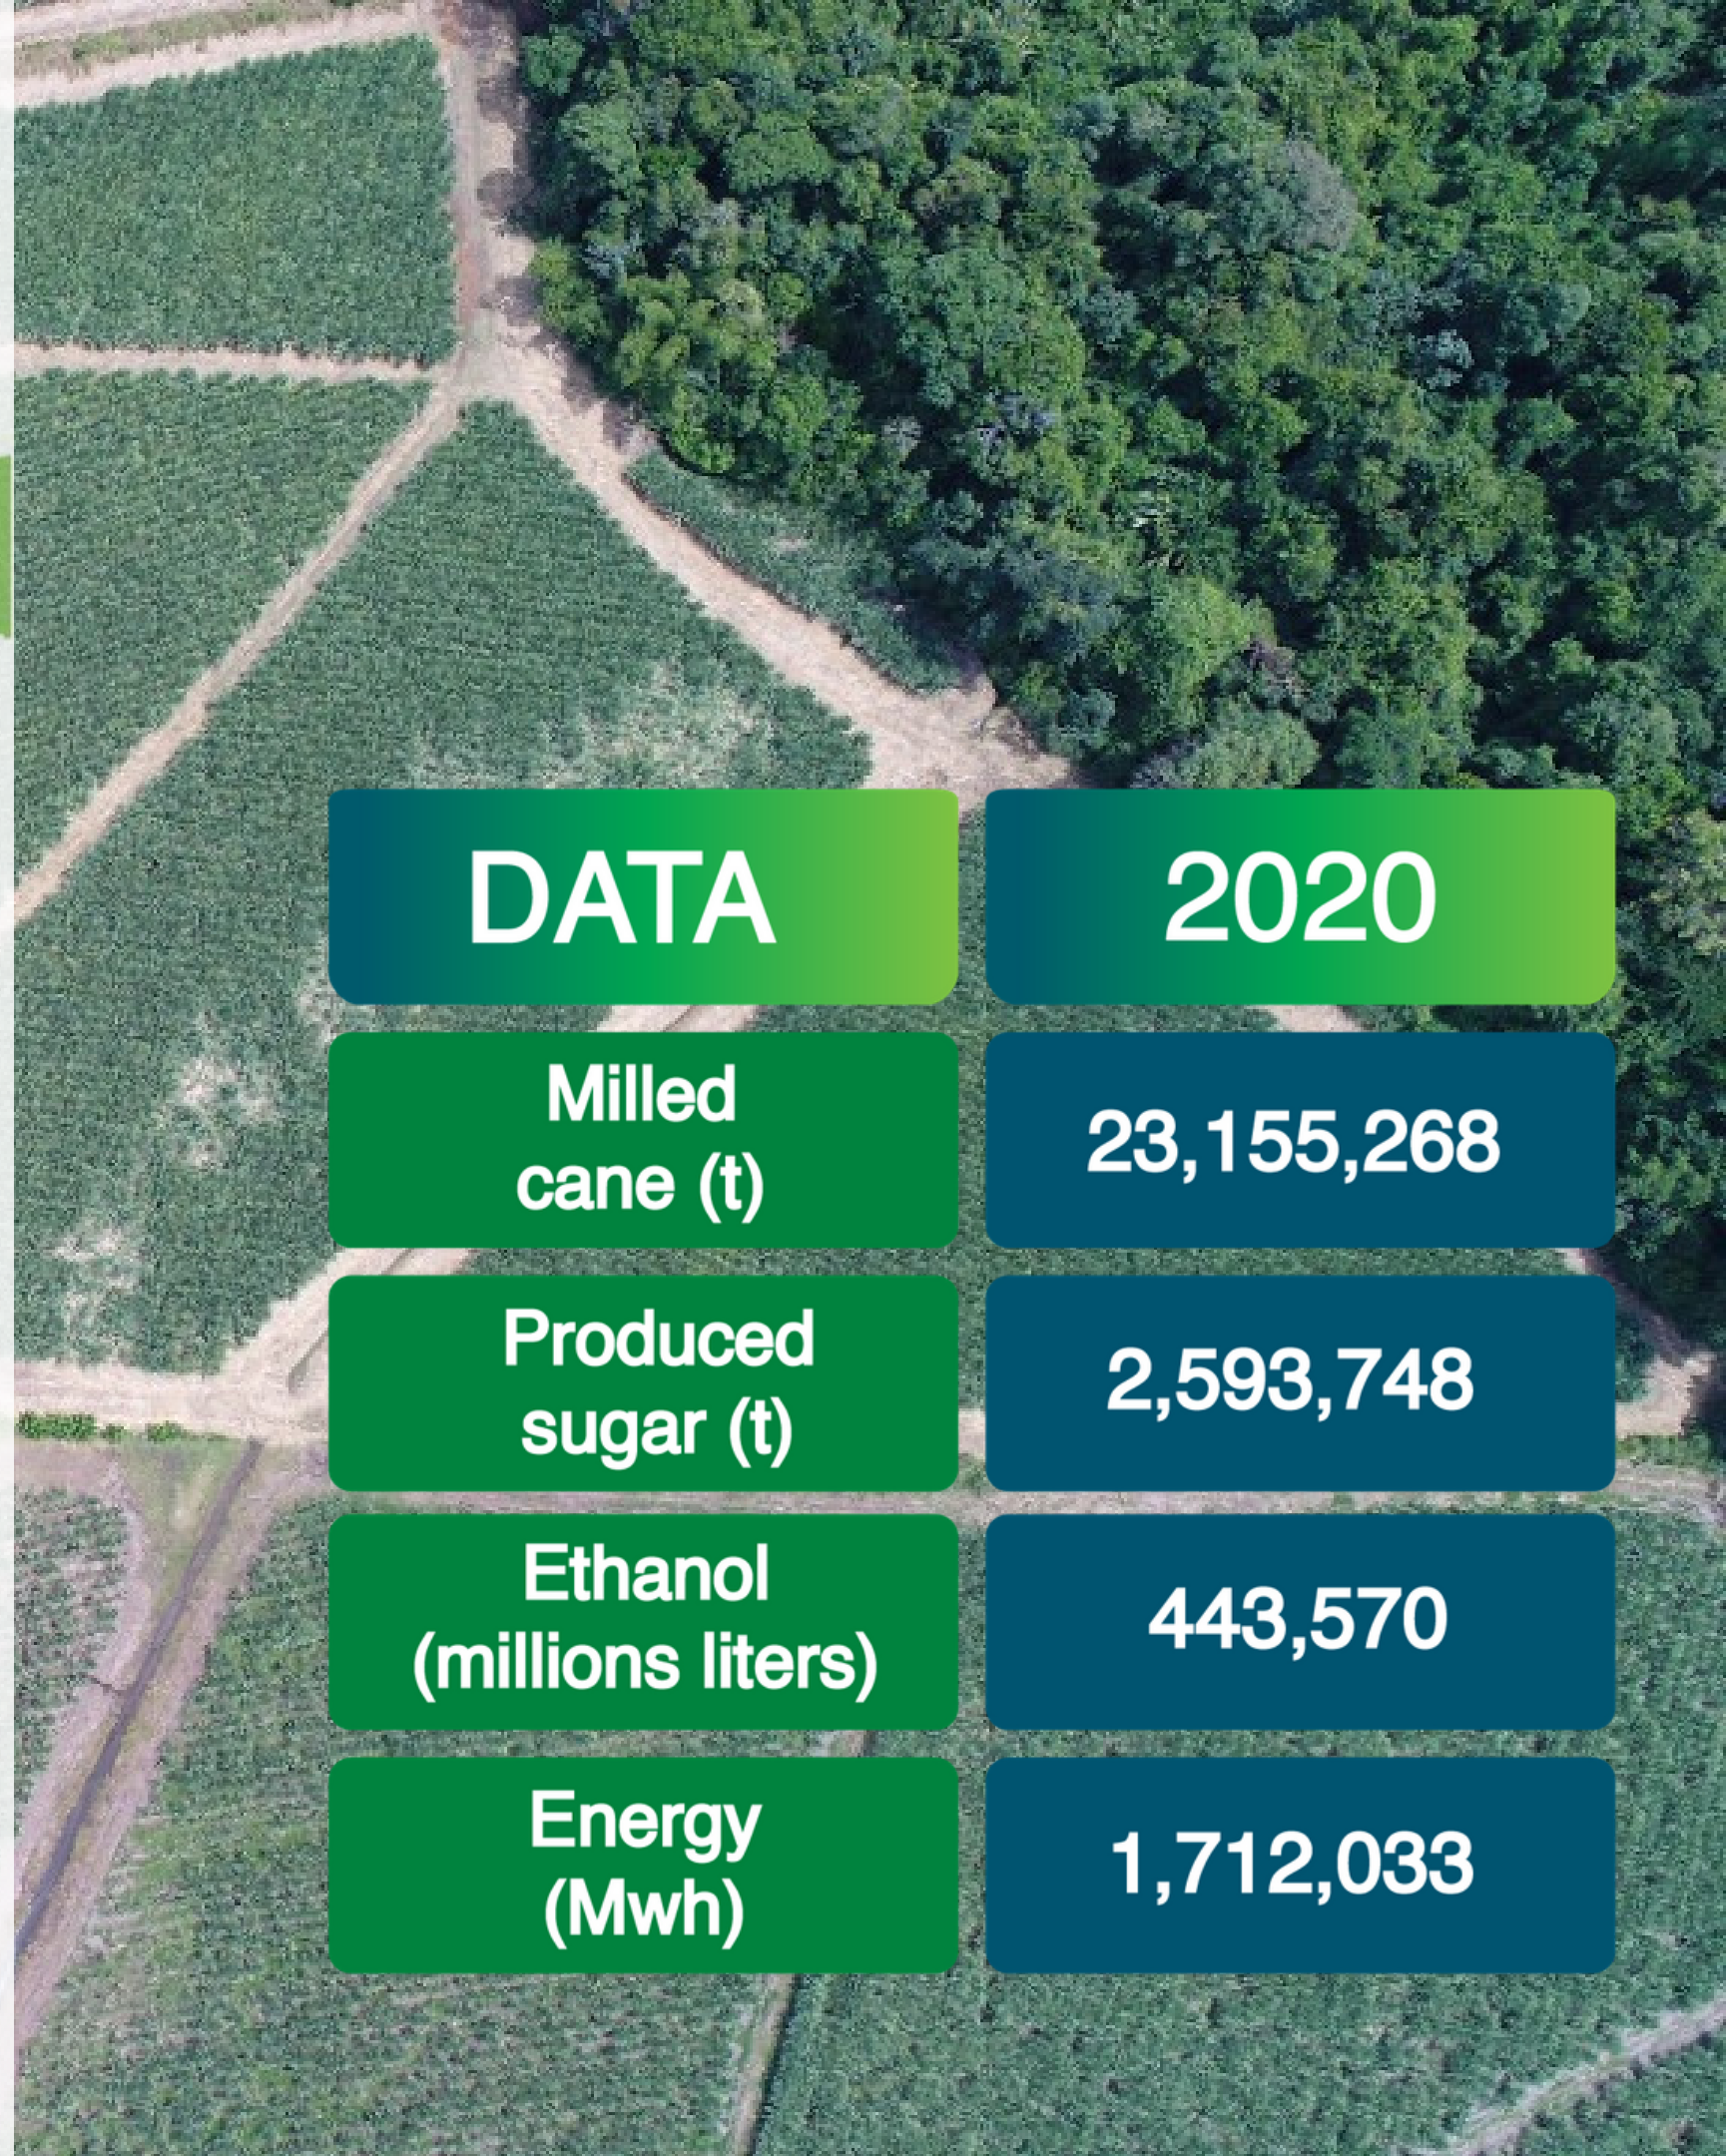 DATA
2020
Milled
cane (t)
23,155,268
Produced
sugar (t)
2,593,748
Ethanol
(millions liters)
443,570
Energy
(Mwh)
1,712,033